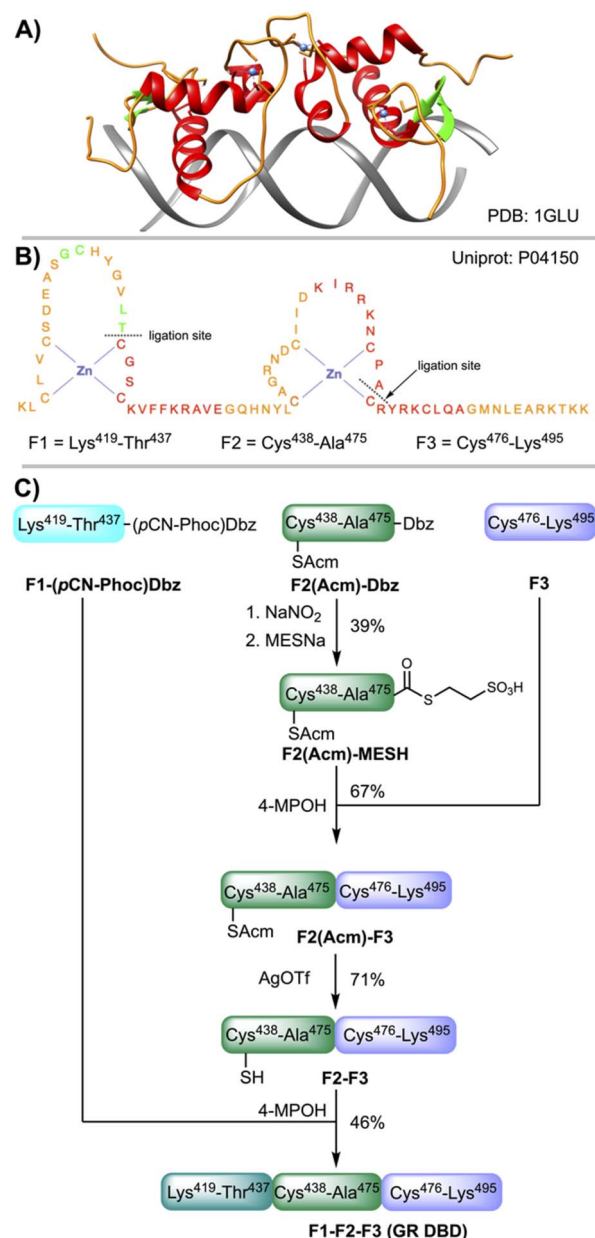 A)
PDB: 1GLU
B)
Uniprot: P04150
KLCLVCSDEASGCHYGVLT
ligation site
CGSCKVFFKRAVEGQHNYLCAGRNDCIIDKIRRKNCPA
ligation site
CRYRKCLQAGMNLEARKTKK
Zn
Zn
F1 = Lys⁴¹⁹-Thr⁴³⁷ F2 = Cys⁴³⁸-Ala⁴⁷⁵ F3 = Cys⁴⁷⁶-Lys⁴⁹⁵
C)
Lys⁴¹⁹-Thr⁴³⁷-(pCN-Phoc)Dbz Cys⁴³⁸-Ala⁴⁷⁵-Dbz Cys⁴⁷⁶-Lys⁴⁹⁵
SAcm
F1-(pCN-Phoc)Dbz F2(Acm)-Dbz F3
1. NaNO₂
2. MESNa
39%
Cys⁴³⁸-Ala⁴⁷⁵
O
S
SO₃H
SAcm
F2(Acm)-MESH
4-MPOH 67%
Cys⁴³⁸-Ala⁴⁷⁵ Cys⁴⁷⁶-Lys⁴⁹⁵
SAcm
F2(Acm)-F3
AgOTf 71%
Cys⁴³⁸-Ala⁴⁷⁵ Cys⁴⁷⁶-Lys⁴⁹⁵
SH
F2-F3
4-MPOH 46%
Lys⁴¹⁹-Thr⁴³⁷ Cys⁴³⁸-Ala⁴⁷⁵ Cys⁴⁷⁶-Lys⁴⁹⁵
F1-F2-F3 (GR DBD)